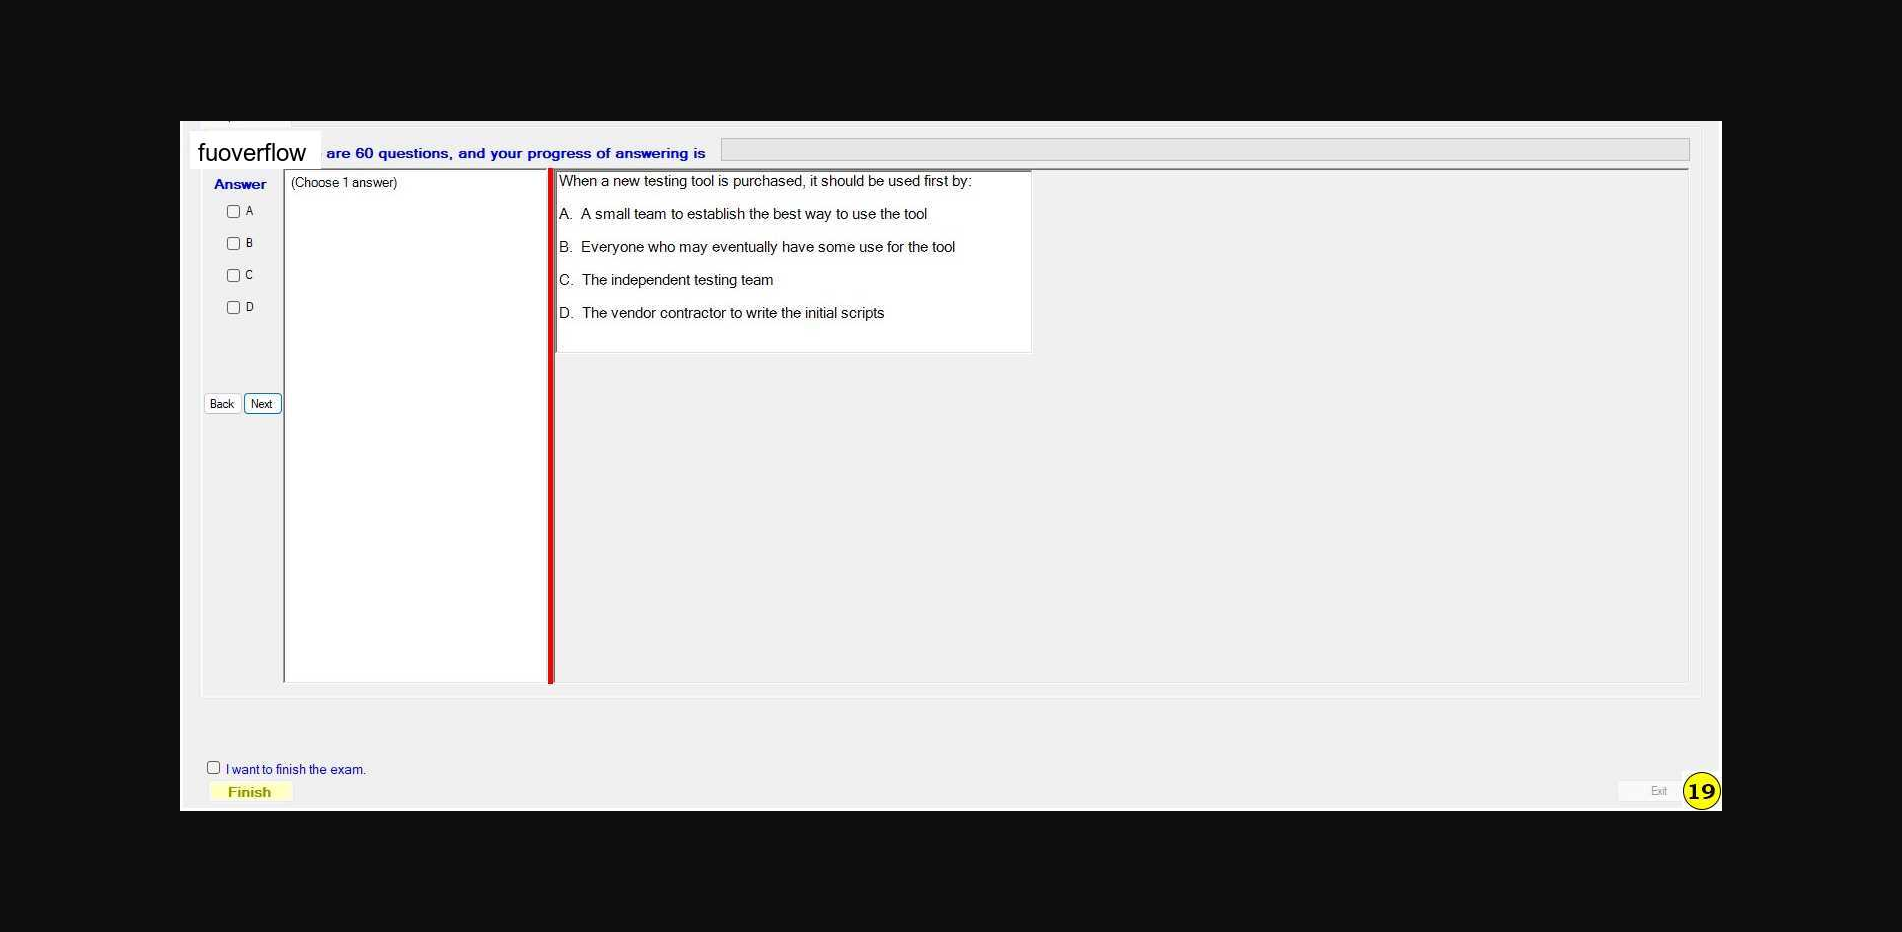 fuoverflow are 60 questions, and your progress of answering is
Answer
(Choose 1 answer)
A
B
C
D
Back Next
When a new testing tool is purchased, it should be used first by:
A. A small team to establish the best way to use the tool
B. Everyone who may eventually have some use for the tool
C. The independent testing team
D. The vendor contractor to write the initial scripts
I want to finish the exam.
Finish
Exit
19